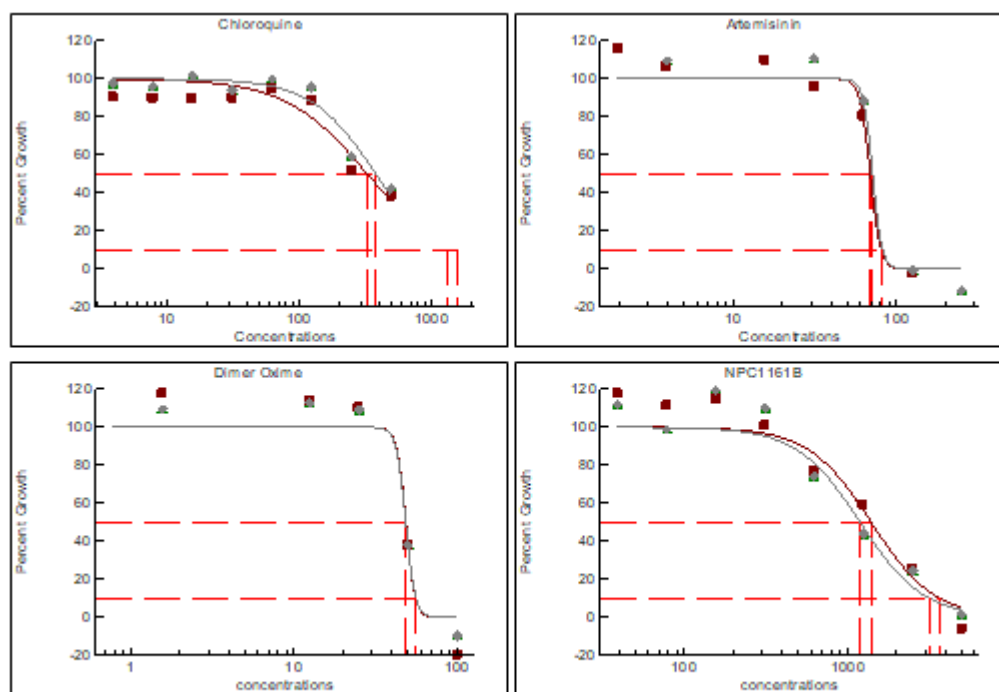 Chloroquine
120
100
80
60
40
20
0
-20
Percent Growth
10 100 1000
Concentrations
Artemisinin
120
100
80
60
40
20
0
-20
Percent Growth
10 100
Concentrations
Dimer Oxime
120
100
80
60
40
20
0
-20
Percent Growth
1 10 100
concentrations
NPC1161B
120
100
80
60
40
20
0
-20
Percent Growth
100 1000
concentrations